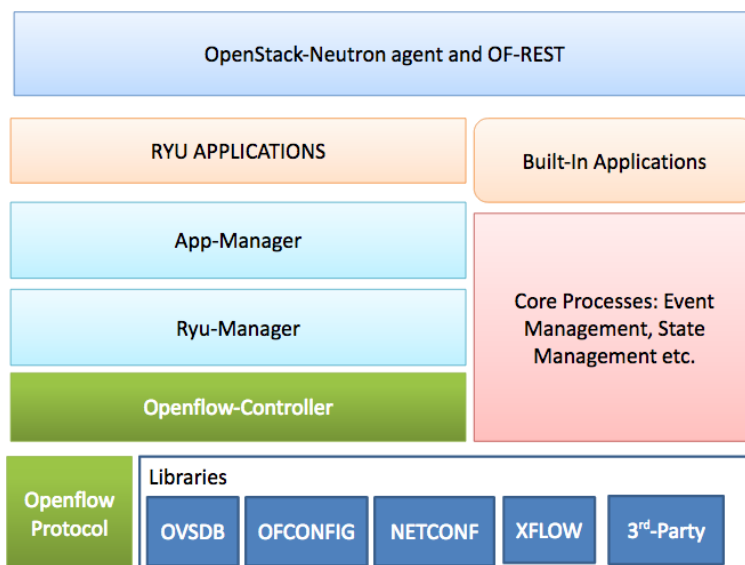 OpenStack-Neutron agent and OF-REST
RYU APPLICATIONS
Built-In Applications
App-Manager
Ryu-Manager
Core Processes: Event
Management, State
Management etc.
Openflow-Controller
Openflow
Protocol
Libraries
OVSDB
OFCONFIG
NETCONF
XFLOW
3rd-Party